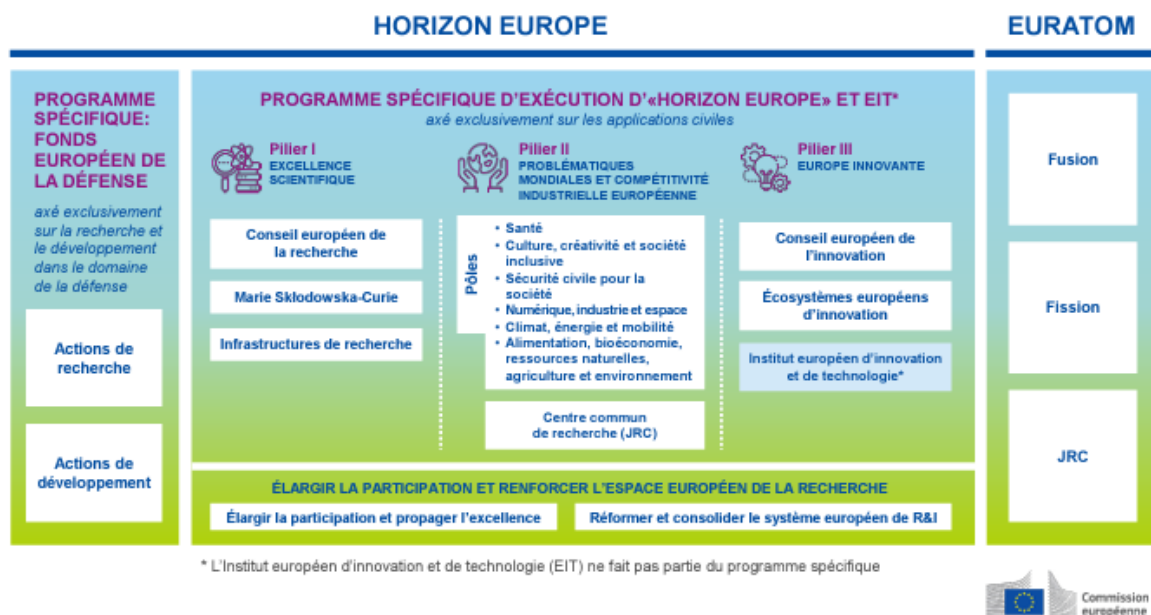 HORIZON EUROPE
EURATOM
PROGRAMME
SPÉCIFIQUE:
FONDS
EUROPÉEN DE
LA DÉFENSE
axé exclusivement
sur la recherche et
le développement
dans le domaine
de la défense
Actions de
recherche
Actions de
développement
PROGRAMME SPÉCIFIQUE D’EXÉCUTION D’«HORIZON EUROPE» ET EIT*
axé exclusivement sur les applications civiles
Pilier I
EXCELLENCE
SCIENTIFIQUE
Conseil européen de
la recherche
Marie Skłodowska-Curie
Infrastructures de recherche
Pilier II
PROBLÉMATIQUES
MONDIALES ET COMPÉTITIVITÉ
INDUSTRIELLE EUROPÉENNE
Pôles
• Santé
• Culture, créativité et société
inclusive
• Sécurité civile pour la
société
• Numérique, industrie et espace
• Climat, énergie et mobilité
• Alimentation, bioéconomie,
ressources naturelles,
agriculture et environnement
Centre commun
de recherche (JRC)
Pilier III
EUROPE INNOVANTE
Conseil européen de
l’innovation
Écosystèmes européens
d’innovation
Institut européen d’innovation
et de technologie*
ÉLARGIR LA PARTICIPATION ET RENFORCER L’ESPACE EUROPÉEN DE LA RECHERCHE
Élargir la participation et propager l’excellence
Réformer et consolider le système européen de R&I
Fusion
Fission
JRC
* L’Institut européen d’innovation et de technologie (EIT) ne fait pas partie du programme spécifique
Commission
européenne